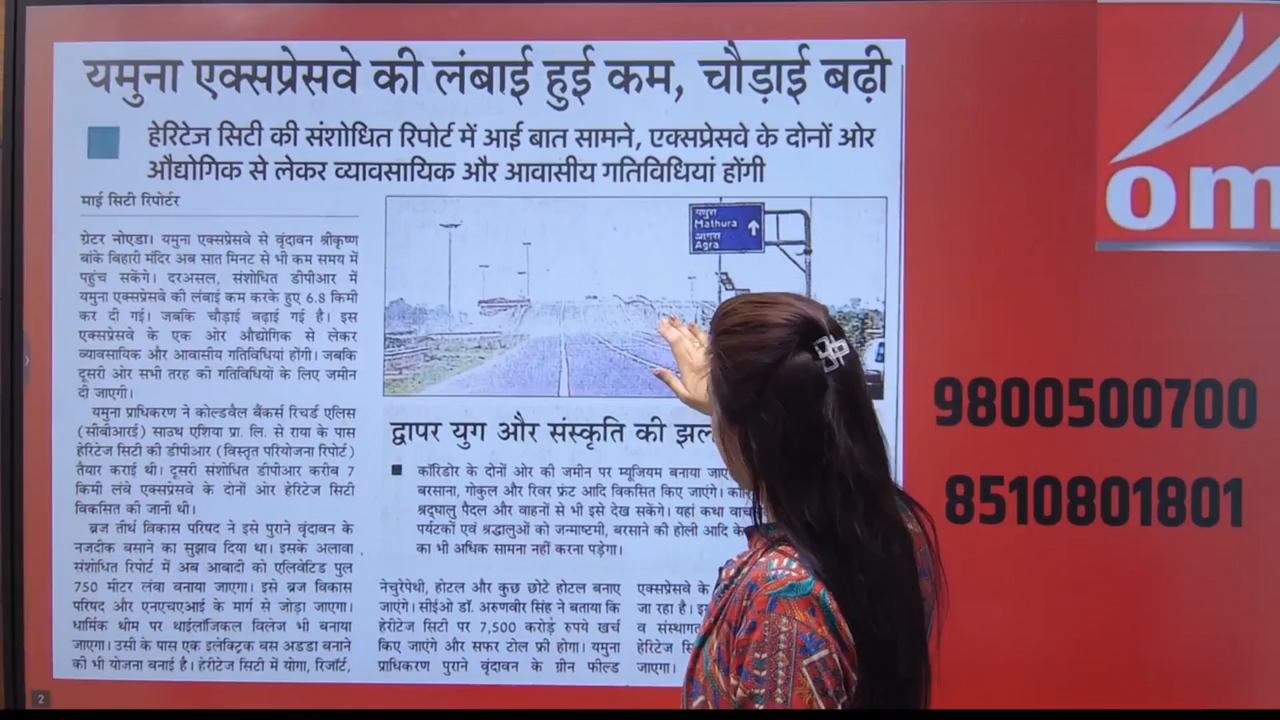 यमुना एक्सप्रेसवे की लंबाई हुई कम, चौड़ाई बढ़ी
हेरिटेज सिटी की संशोधित रिपोर्ट में आई बात सामने, एक्सप्रेसवे के दोनों ओर
औद्योगिक से लेकर व्यावसायिक और आवासीय गतिविधियां होंगी
माई सिटी रिपोर्टर
ग्रेटर नोएडा। यमुना एक्सप्रेसवे से वृंदावन श्रीकृष्ण
बांके बिहारी मंदिर अब सात मिनट से भी कम समय में
पहुंच सकेंगे। दरअसल, संशोधित डीपीआर में
यमुना एक्सप्रेसवे की लंबाई कम करके हुए 6.8 किमी
कर दी गई। जबकि चौड़ाई बढ़ाई गई है। इस
एक्सप्रेसवे के एक ओर औद्योगिक से लेकर
व्यावसायिक और आवासीय गतिविधियां होंगी। जबकि
दूसरी ओर सभी तरह की गतिविधियों के लिए जमीन
दी जाएगी।
यमुना प्राधिकरण ने कोल्डवैल बैंकर्स रिचर्ड एलिस
(सीबीआरई) साउथ एशिया प्रा. लि. से राया के पास
हेरिटेज सिटी की डीपीआर (विस्तृत परियोजना रिपोर्ट)
तैयार कराई थी। दूसरी संशोधित डीपीआर करीब 7
किमी लंबे एक्सप्रेसवे के दोनों ओर हेरिटेज सिटी
विकसित की जानी थी।
ब्रज तीर्थ विकास परिषद ने इसे पुराने वृंदावन के
नजदीक बसाने का सुझाव दिया था। इसके अलावा
संशोधित रिपोर्ट में अब आबादी को एलिवेटिड पुल
750 मीटर लंबा बनाया जाएगा। इसे ब्रज विकास
परिषद और एनएचएआई के मार्ग से जोड़ा जाएगा।
धार्मिक थीम पर थाईलॉजिकल विलेज भी बनाया
जाएगा। उसी के पास एक इलेक्ट्रिक बस अडडा बनाने
की भी योजना बनाई है। हेरीटेज सिटी में योगा, रिजॉर्ट,
मथुरा
Mathura
आगरा
Agra
द्वापर युग और संस्कृति की झल
कॉरिडोर के दोनों ओर की जमीन पर म्यूजियम बनाया जाए
बरसाना, गोकुल और रिवर फ्रंट आदि विकसित किए जाएंगे। कॉरि
श्रद्घालु पैदल और वाहनों से भी इसे देख सकेंगे। यहां कथा वाच
पर्यटकों एवं श्रद्धालुओं को जन्माष्टमी, बरसाने की होली आदि के
का भी अधिक सामना नहीं करना पड़ेगा।
नेचुरेपेथी, होटल और कुछ छोटे होटल बनाए
जाएंगे। सीईओ डॉ. अरुणवीर सिंह ने बताया कि
हेरीटेज सिटी पर 7,500 करोड़ रुपये खर्च
किए जाएंगे और सफर टोल फ्री होगा। यमुना
प्राधिकरण पुराने वृंदावन के ग्रीन फील्ड
एक्सप्रेसवे के
जा रहा है। इस
व संस्थागत
हेरिटेज सि
जाएगा।
om
9800500700
8510801801
2